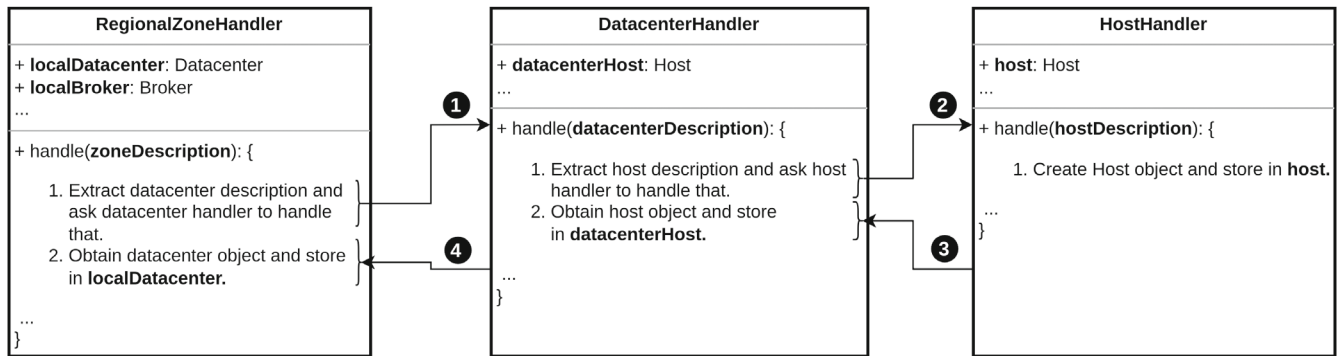 RegionalZoneHandler
+ localDatacenter: Datacenter
+ localBroker: Broker
...
+ handle(zoneDescription): {
1. Extract datacenter description and
ask datacenter handler to handle
that.
2. Obtain datacenter object and store
in localDatacenter.
...
}
1
4
DatacenterHandler
+ datacenterHost: Host
...
+ handle(datacenterDescription): {
1. Extract host description and ask host
handler to handle that.
2. Obtain host object and store
in datacenterHost.
...
}
2
3
HostHandler
+ host: Host
...
+ handle(hostDescription): {
1. Create Host object and store in host.
...
}